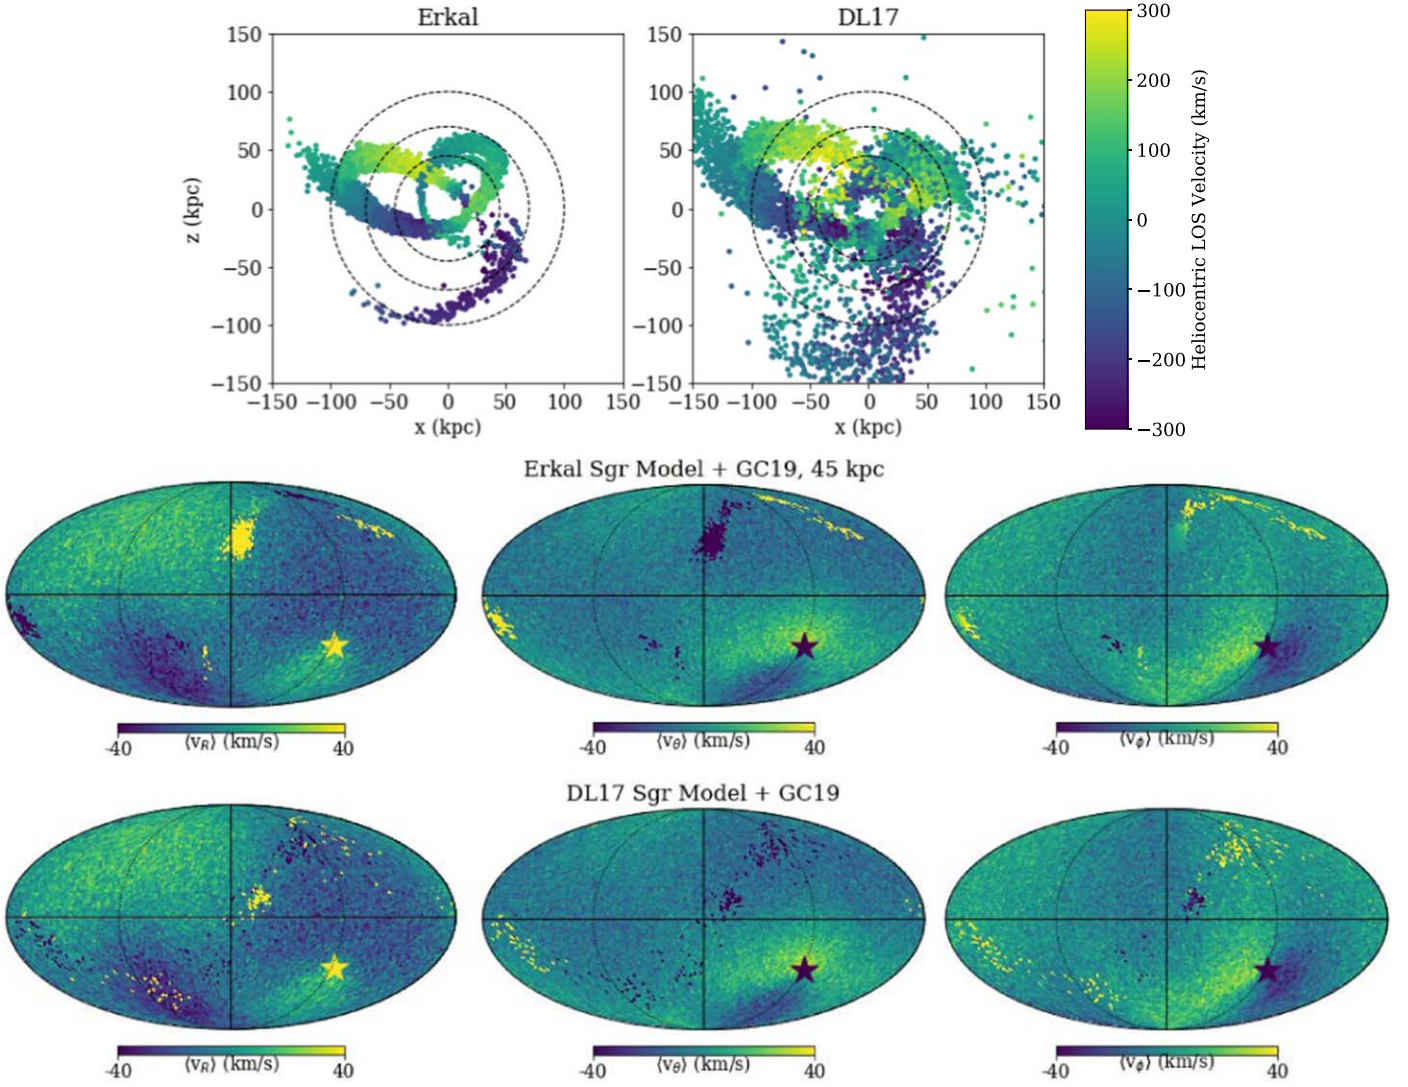 Erkal
DL17
150
100
50
0
−50
−100
−150
z (kpc)
−150 −100 −50 0 50 100 150
x (kpc)
150
100
50
0
−50
−100
−150
−150 −100 −50 0 50 100 150
x (kpc)
300
200
100
0
−100
−200
−300
Heliocentric LOS Velocity (km/s)
Erkal Sgr Model + GC19, 45 kpc
-40 ⟨v_R⟩ (km/s) 40
-40 ⟨v_θ⟩ (km/s) 40
-40 ⟨v_ϕ⟩ (km/s) 40
DL17 Sgr Model + GC19
-40 ⟨v_R⟩ (km/s) 40
-40 ⟨v_θ⟩ (km/s) 40
-40 ⟨v_ϕ⟩ (km/s) 40